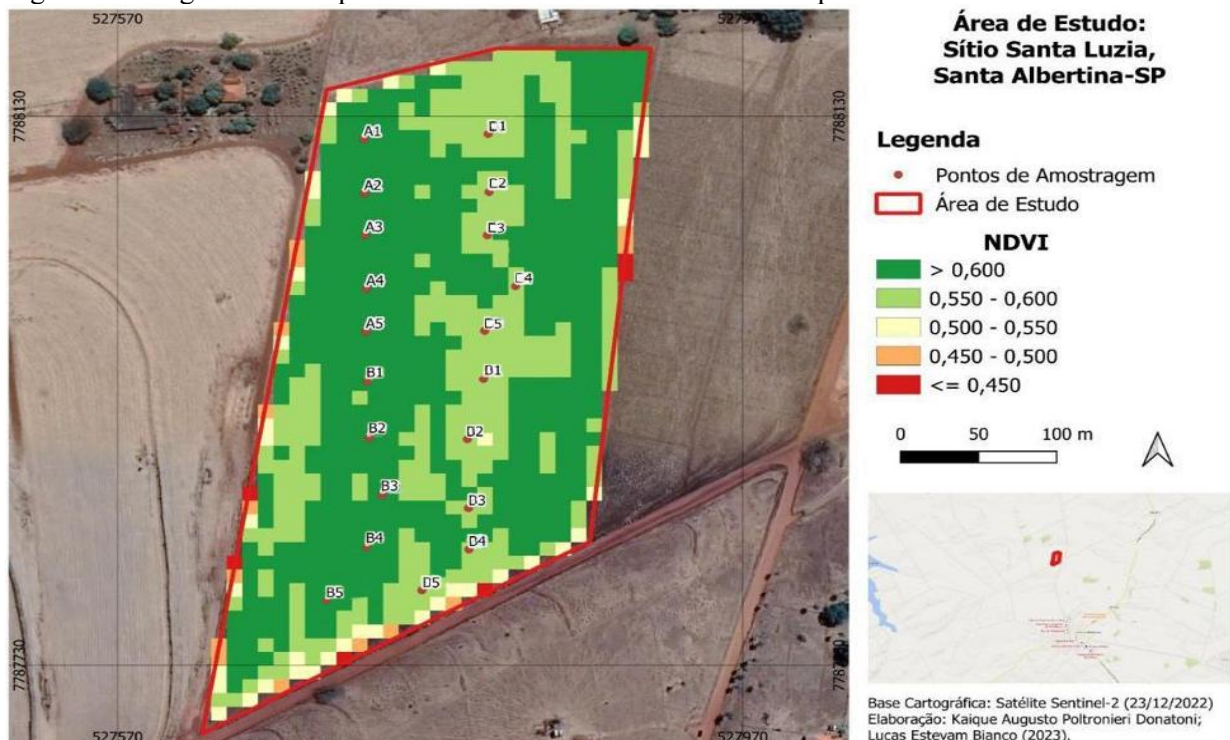 527570
527970
7788130
7788130
A1
A2
A3
A4
A5
B1
B2
B3
B4
B5
C2
C3
C4
C5
D1
D2
D3
D4
D5
7787730
7787730
527570
527970
Área de Estudo:
Sítio Santa Luzia,
Santa Albertina-SP
Legenda
Pontos de Amostragem
Área de Estudo
NDVI
> 0,600
0,550 - 0,600
0,500 - 0,550
0,450 - 0,500
<= 0,450
0 50 100 m
Base Cartográfica: Satélite Sentinel-2 (23/12/2022)
Elaboração: Kaique Augusto Poltronieri Donatoni;
Lucas Estevam Bianco (2023).